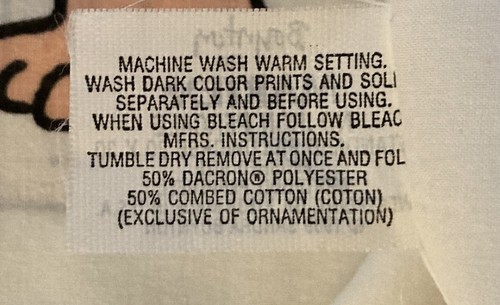 MACHINE WASH WARM SETTING.
WASH DARK COLOR PRINTS AND SOLI
SEPARATELY AND BEFORE USING.
WHEN USING BLEACH FOLLOW BLEAC
MFRS. INSTRUCTIONS.
TUMBLE DRY REMOVE AT ONCE AND FOL
50% DACRON® POLYESTER
50% COMBED COTTON (COTON)
(EXCLUSIVE OF ORNAMENTATION)